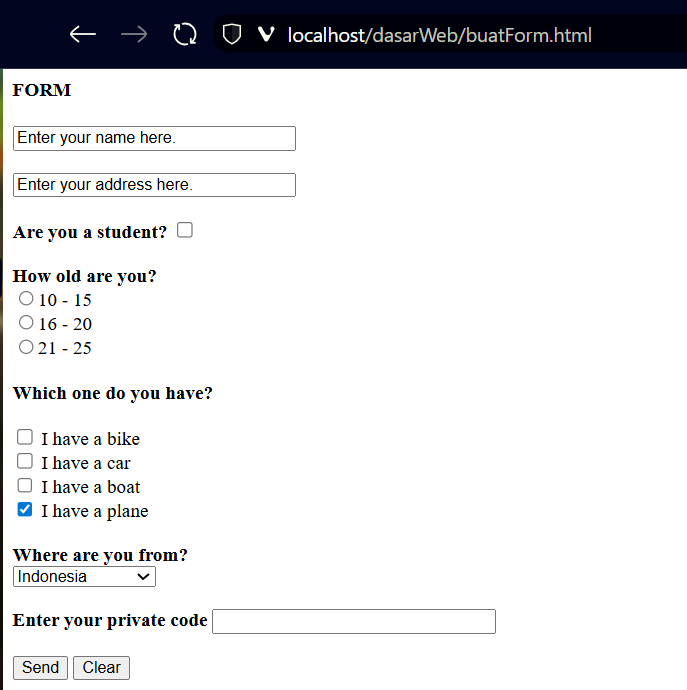 localhost/dasarWeb/buatForm.html
FORM
Enter your name here.
Enter your address here.
Are you a student?
How old are you?
10 - 15
16 - 20
21 - 25
Which one do you have?
I have a bike
I have a car
I have a boat
I have a plane
Where are you from?
Indonesia
Enter your private code
Send Clear